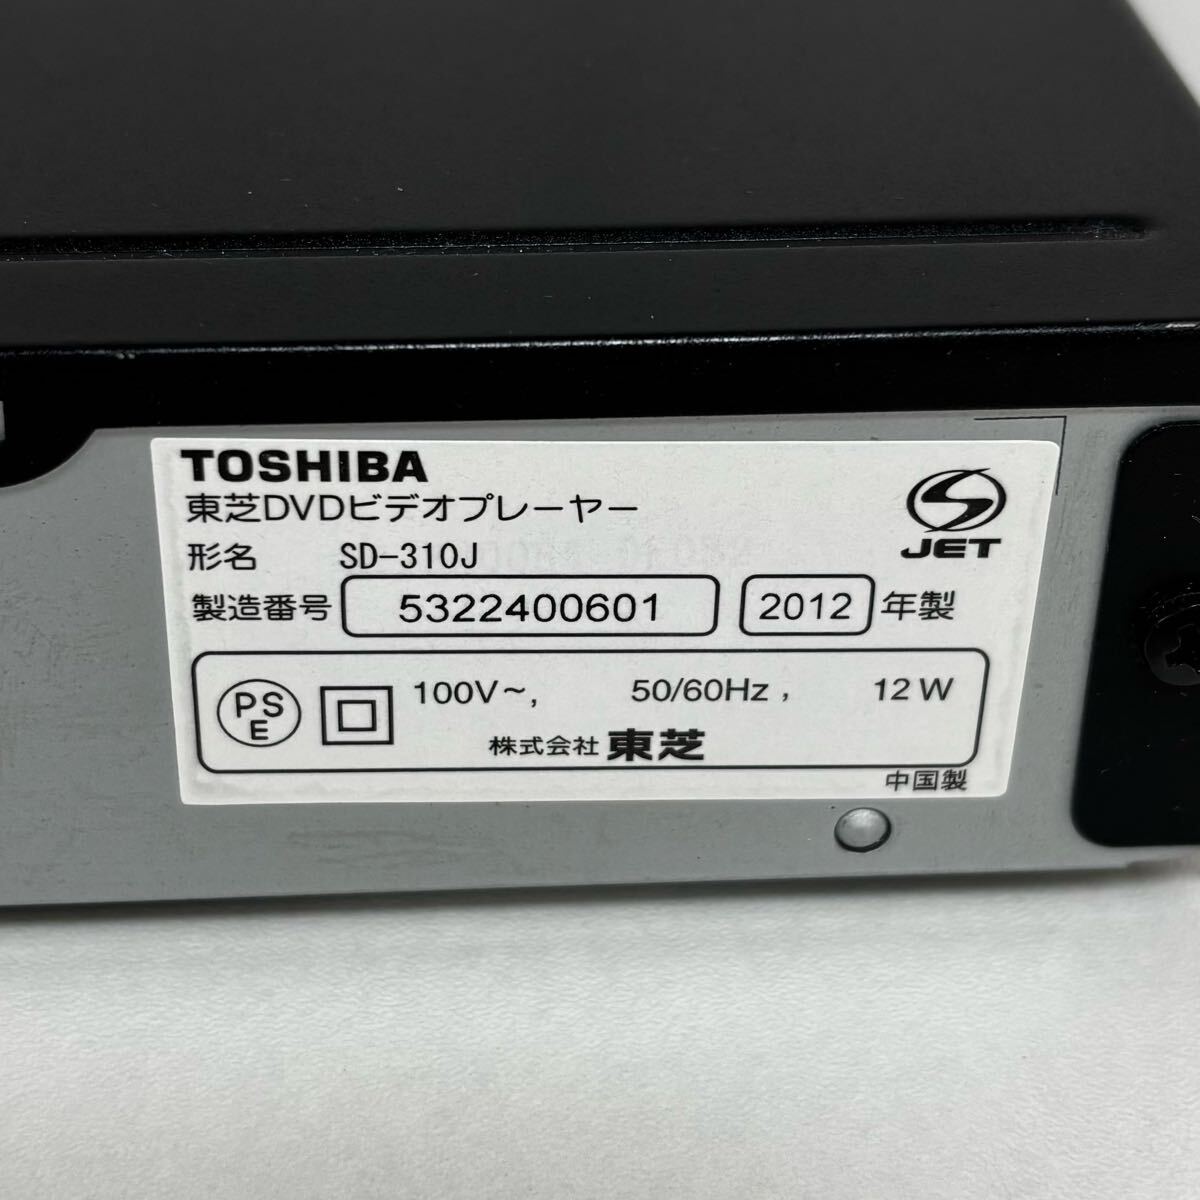 TOSHIBA
東芝DVDビデオプレーヤー
JET
形名 SD-310J
製造番号 5322400601 2012 年製
PS
E
100V~, 50/60Hz, 12W
株式会社 東芝
中国製